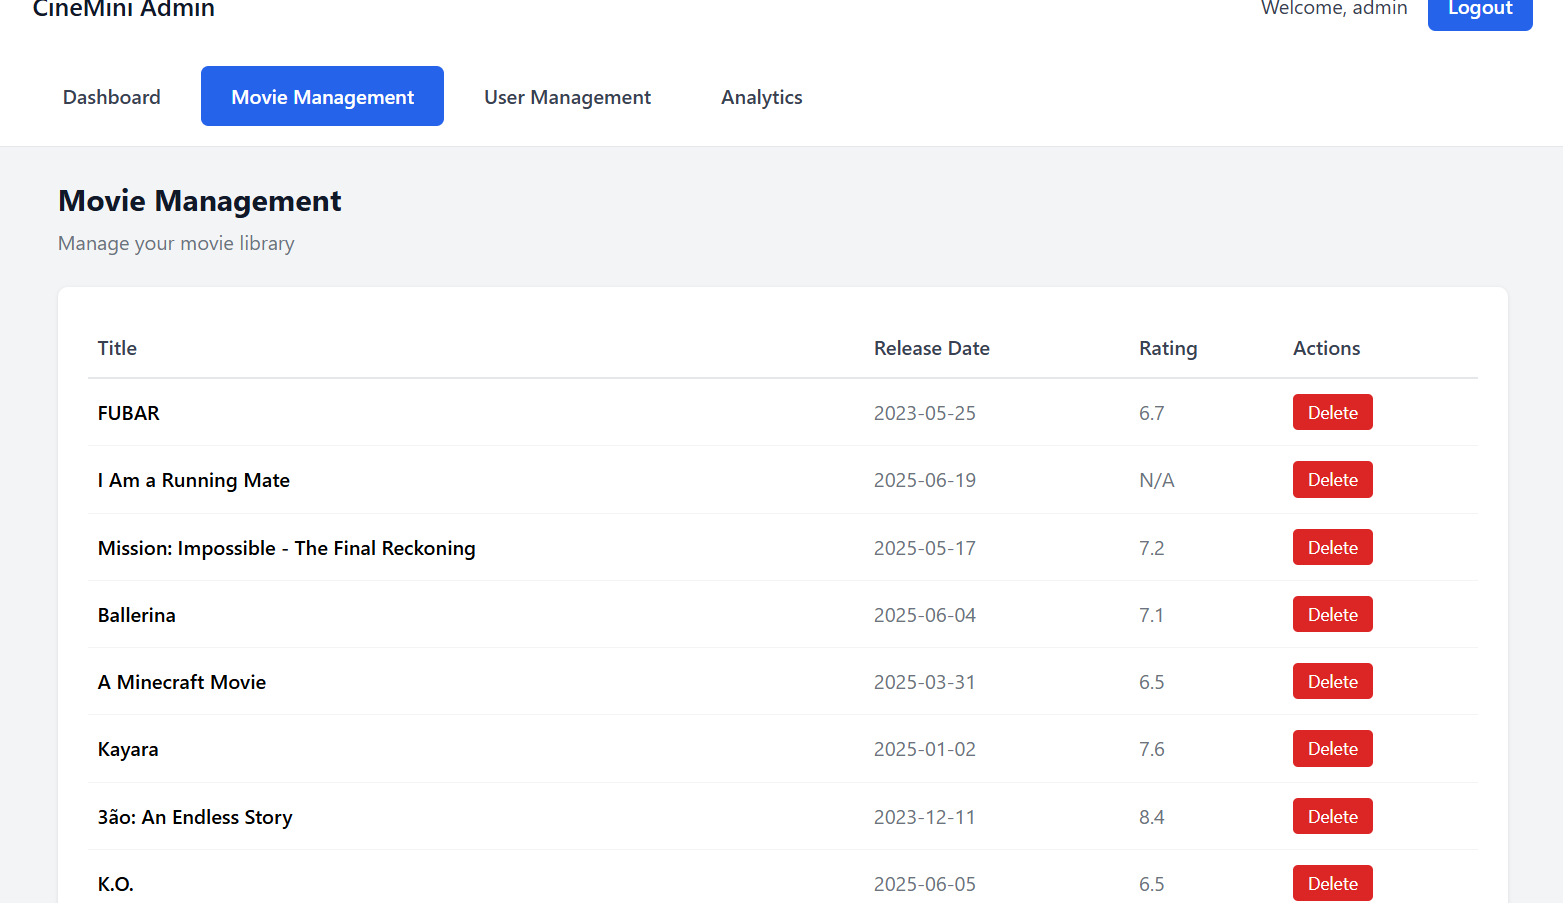 CineMini Admin
Welcome, admin
Logout
Dashboard
Movie Management
User Management
Analytics
Movie Management
Manage your movie library
Title Release Date Rating Actions
FUBAR 2023-05-25 6.7 Delete
I Am a Running Mate 2025-06-19 N/A Delete
Mission: Impossible - The Final Reckoning 2025-05-17 7.2 Delete
Ballerina 2025-06-04 7.1 Delete
A Minecraft Movie 2025-03-31 6.5 Delete
Kayara 2025-01-02 7.6 Delete
3ão: An Endless Story 2023-12-11 8.4 Delete
K.O. 2025-06-05 6.5 Delete